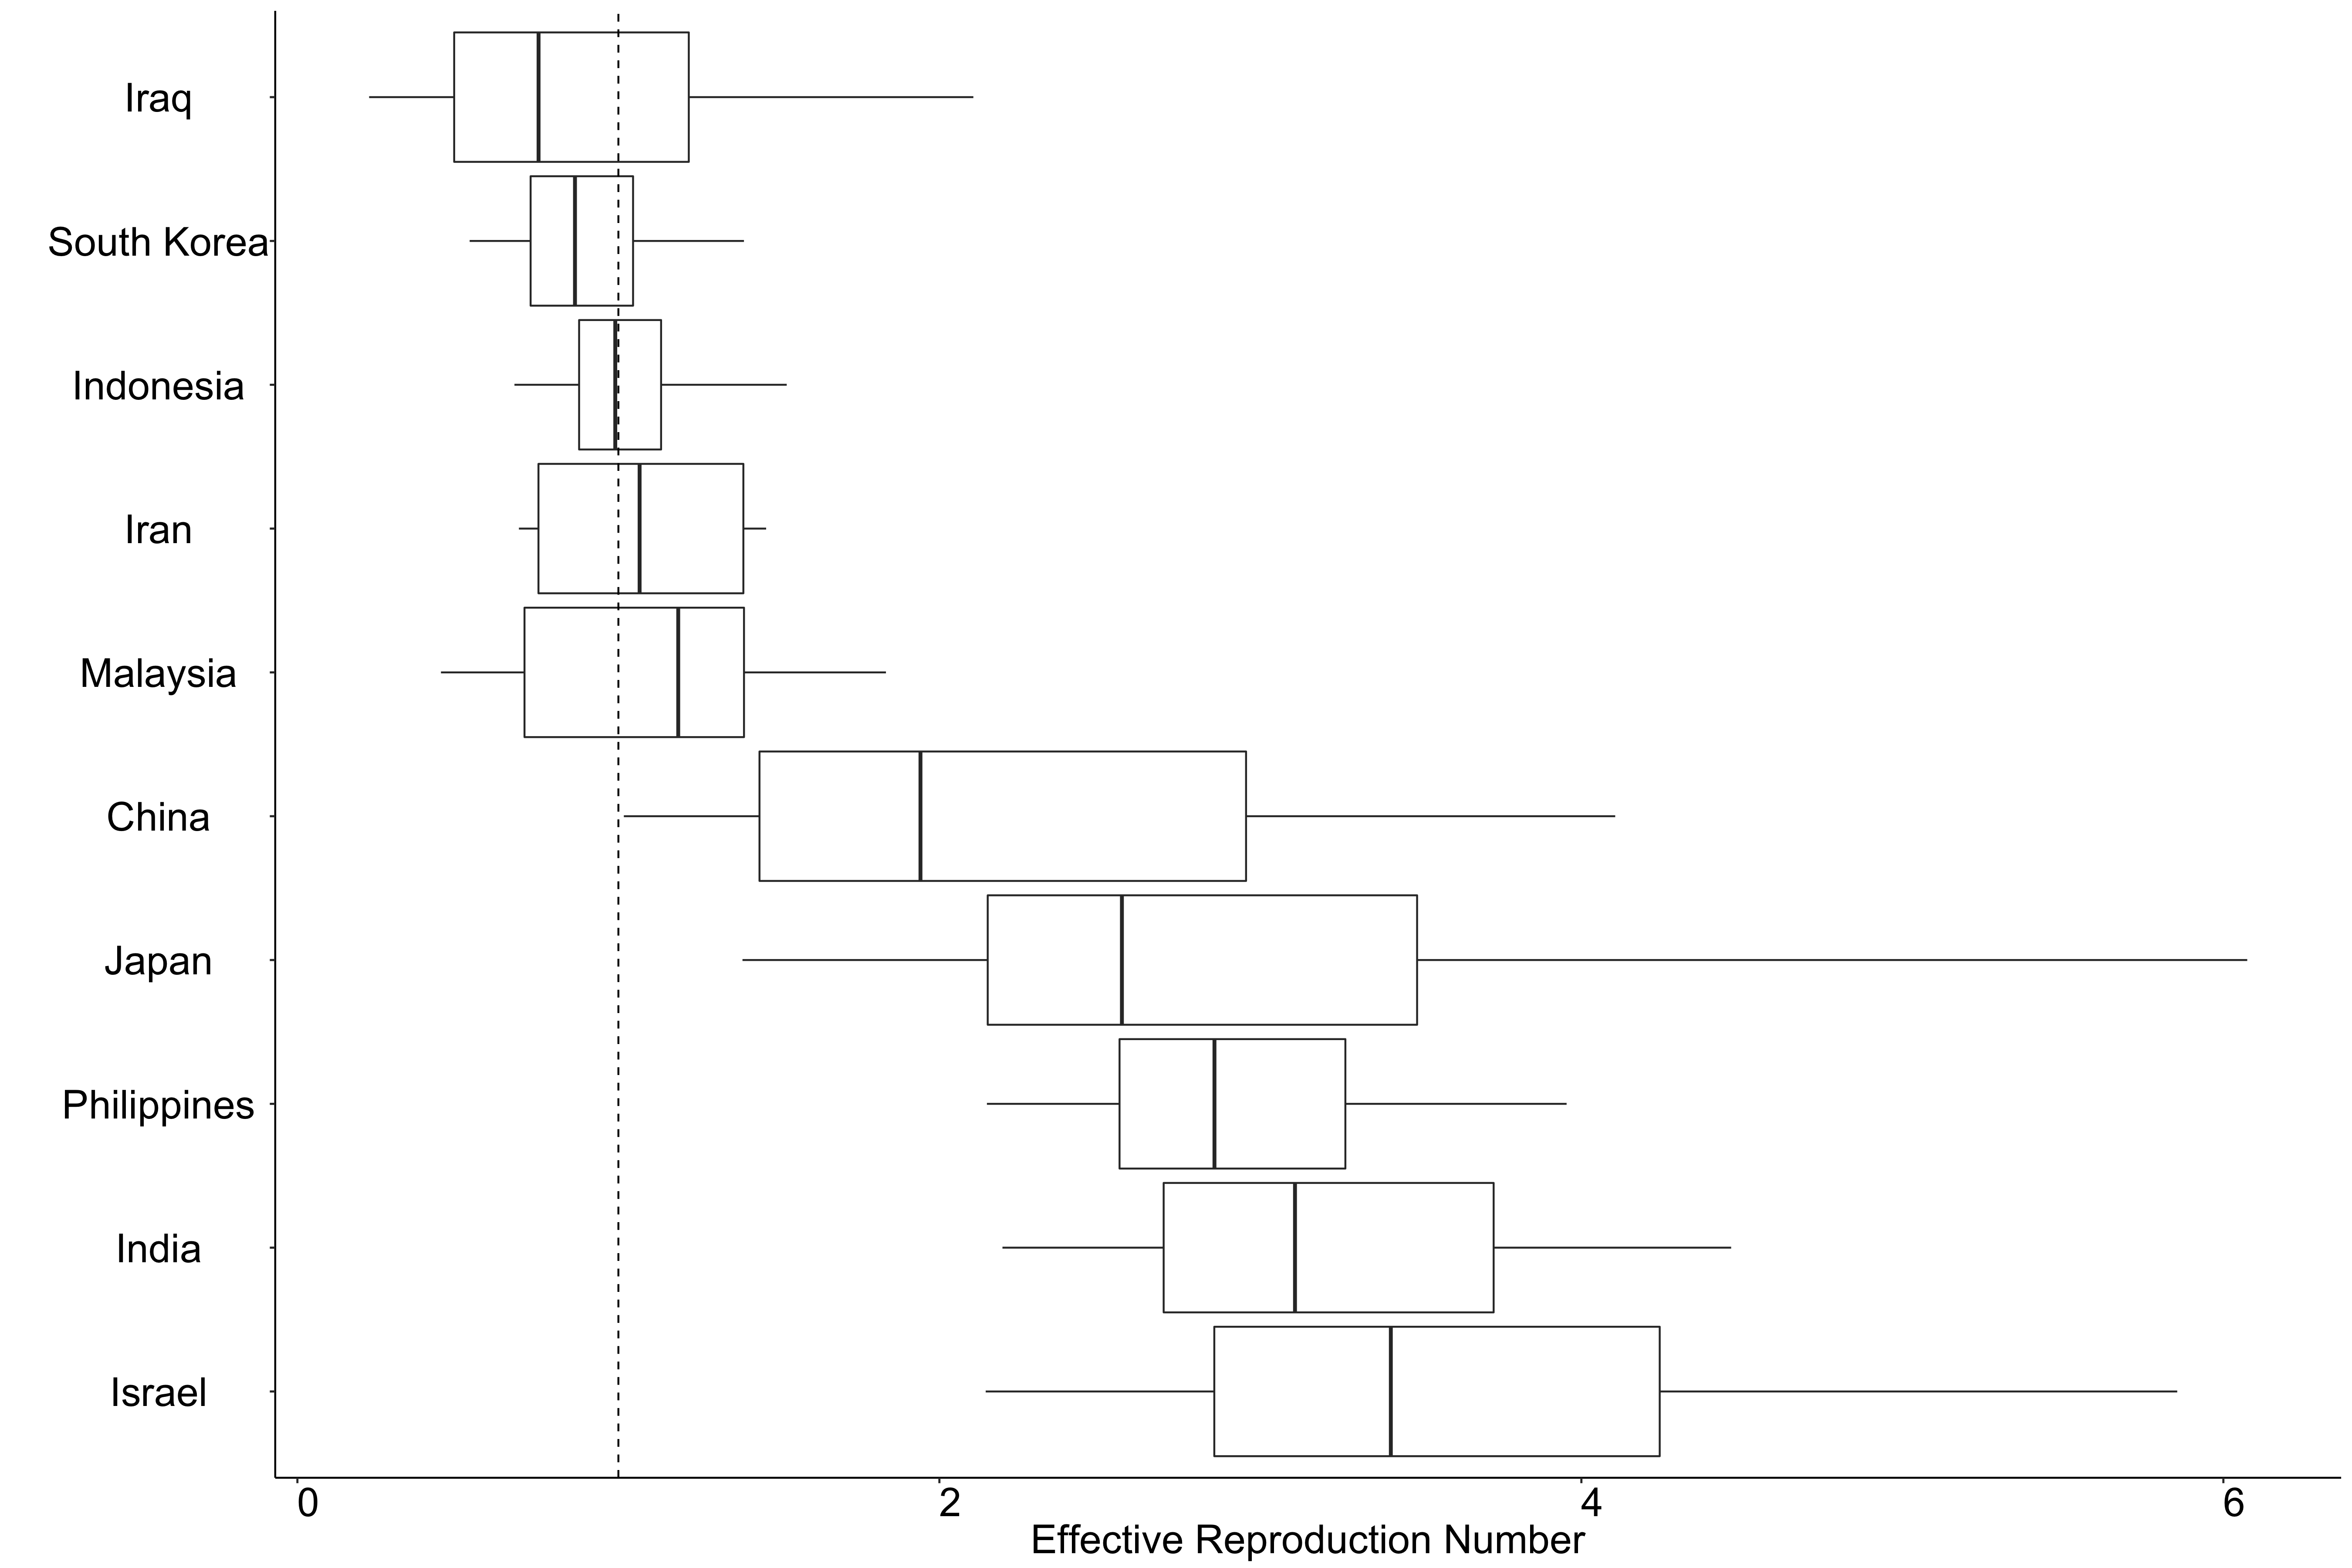 Iraq
South Korea
Indonesia
Iran
Malaysia
China
Japan
Philippines
India
Israel
0 2 4 6
Effective Reproduction Number